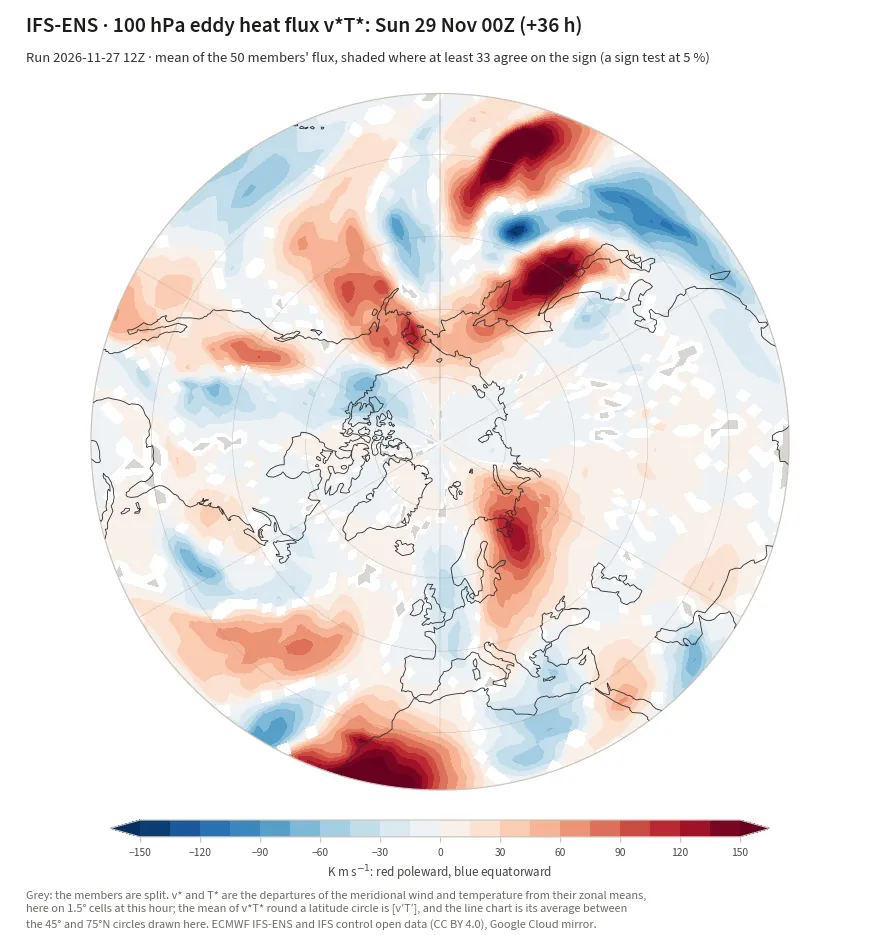 IFS-ENS · 100 hPa eddy heat flux v*T*: Sun 29 Nov 00Z (+36 h)
Run 2026-11-27 12Z · mean of the 50 members' flux, shaded where at least 33 agree on the sign (a sign test at 5 %)
−150 −120 −90 −60 −30 0 30 60 90 120 150
K m s⁻¹: red poleward, blue equatorward
Grey: the members are split. v* and T* are the departures of the meridional wind and temperature from their zonal means,
here on 1.5° cells at this hour; the mean of v*T* round a latitude circle is [v'T'], and the line chart is its average between
the 45° and 75°N circles drawn here. ECMWF IFS-ENS and IFS control open data (CC BY 4.0), Google Cloud mirror.